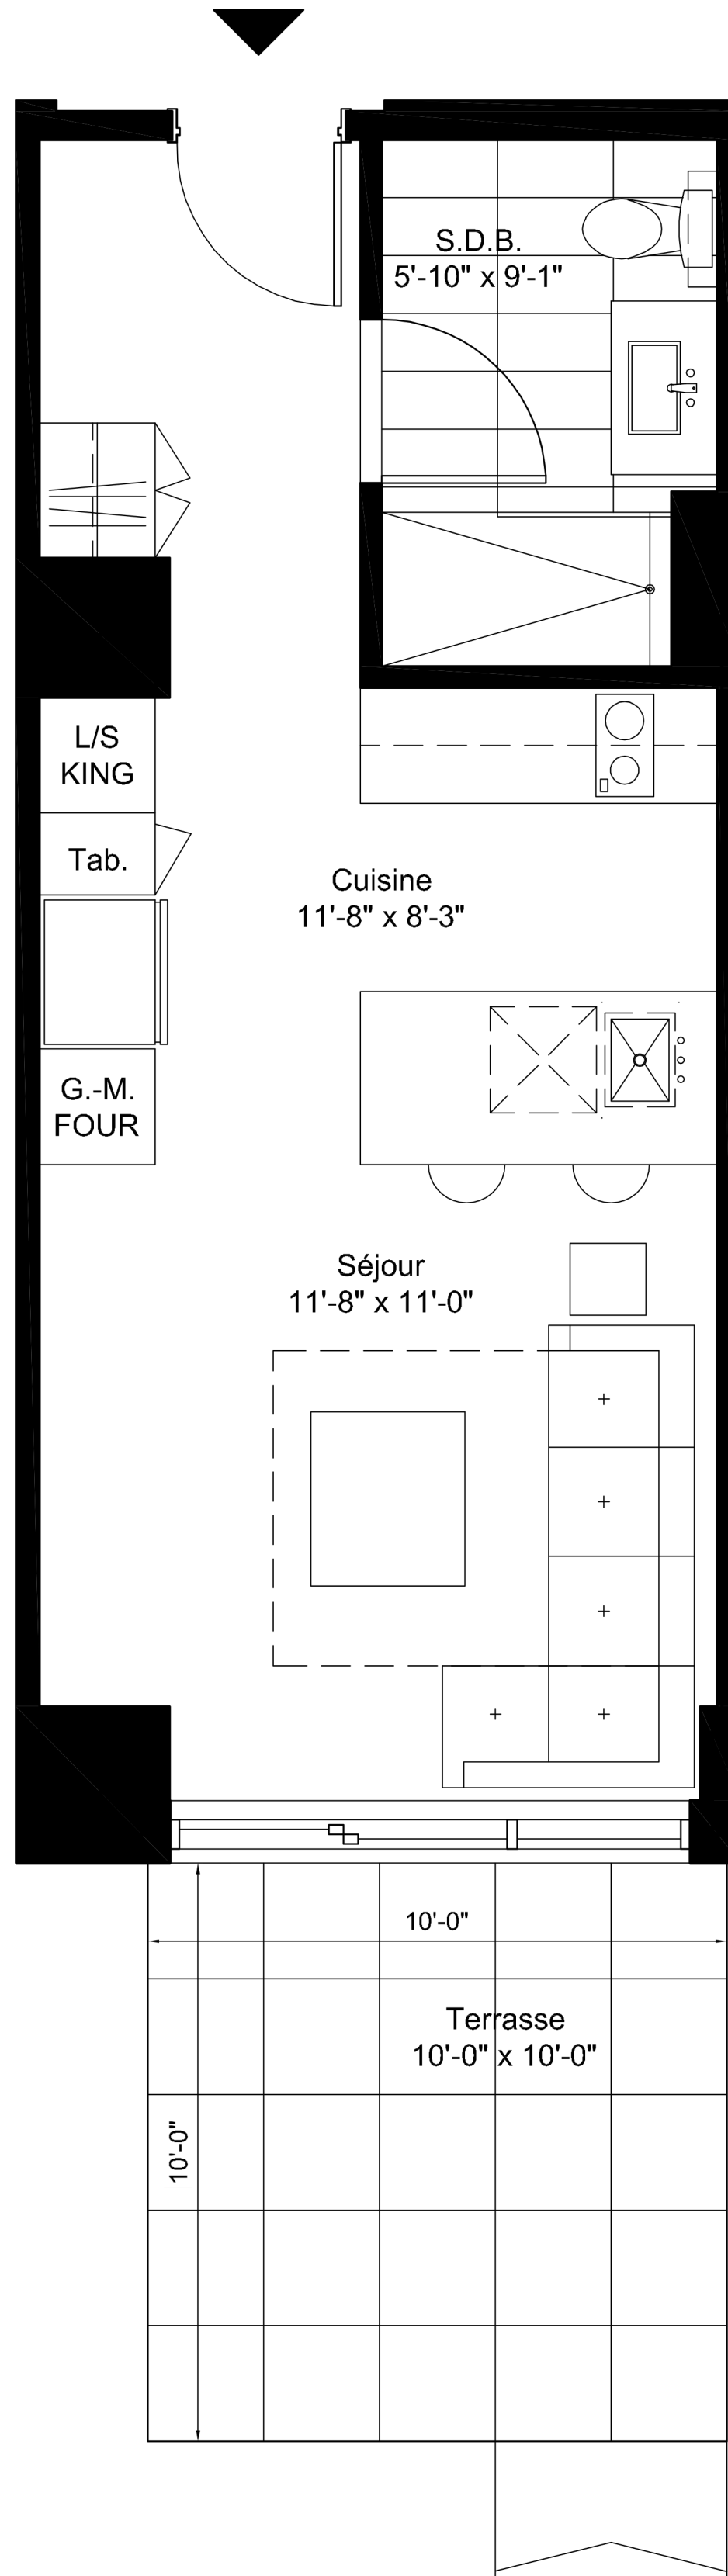 S.D.B.
5'-10" x 9'-1"
L/S
KING
Tab.
Cuisine
11'-8" x 8'-3"
G.-M.
FOUR
Séjour
11'-8" x 11'-0"
10'-0"
Terrasse
10'-0" x 10'-0"
10'-0"